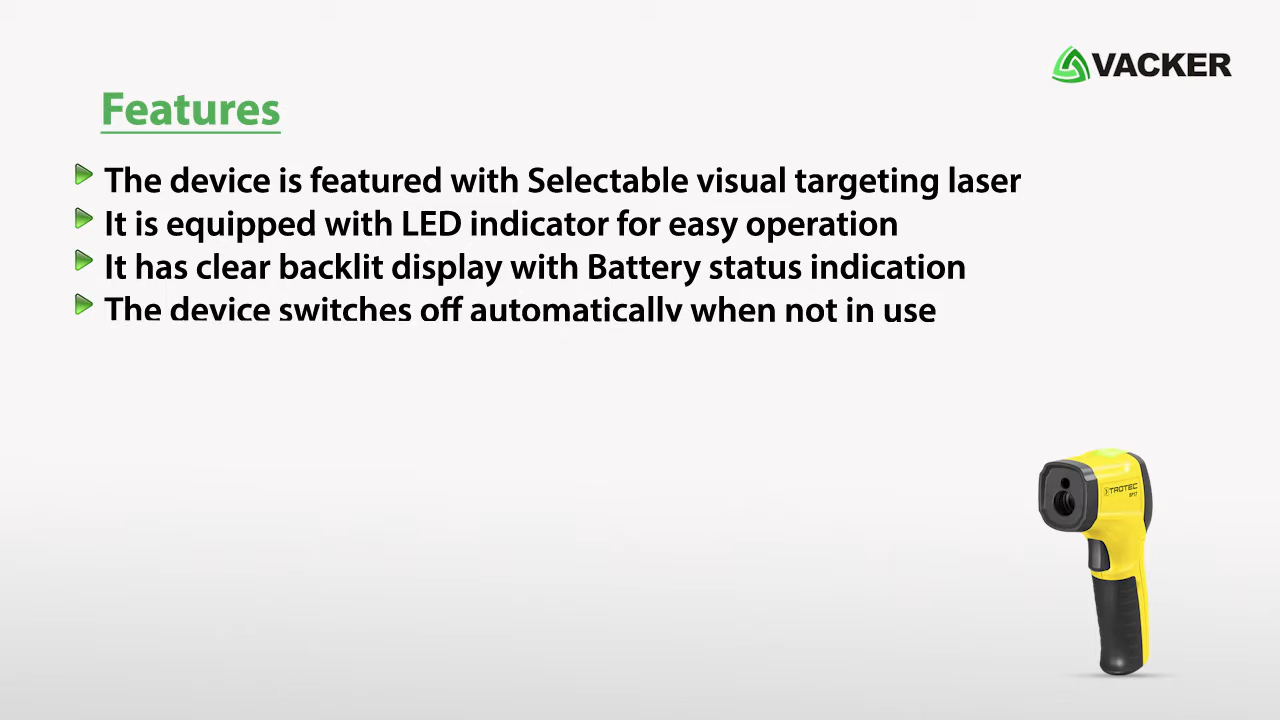 VACKER
Features
The device is featured with Selectable visual targeting laser
It is equipped with LED indicator for easy operation
It has clear backlit display with Battery status indication
The device switches off automatically when not in use
TROTEC
BP17